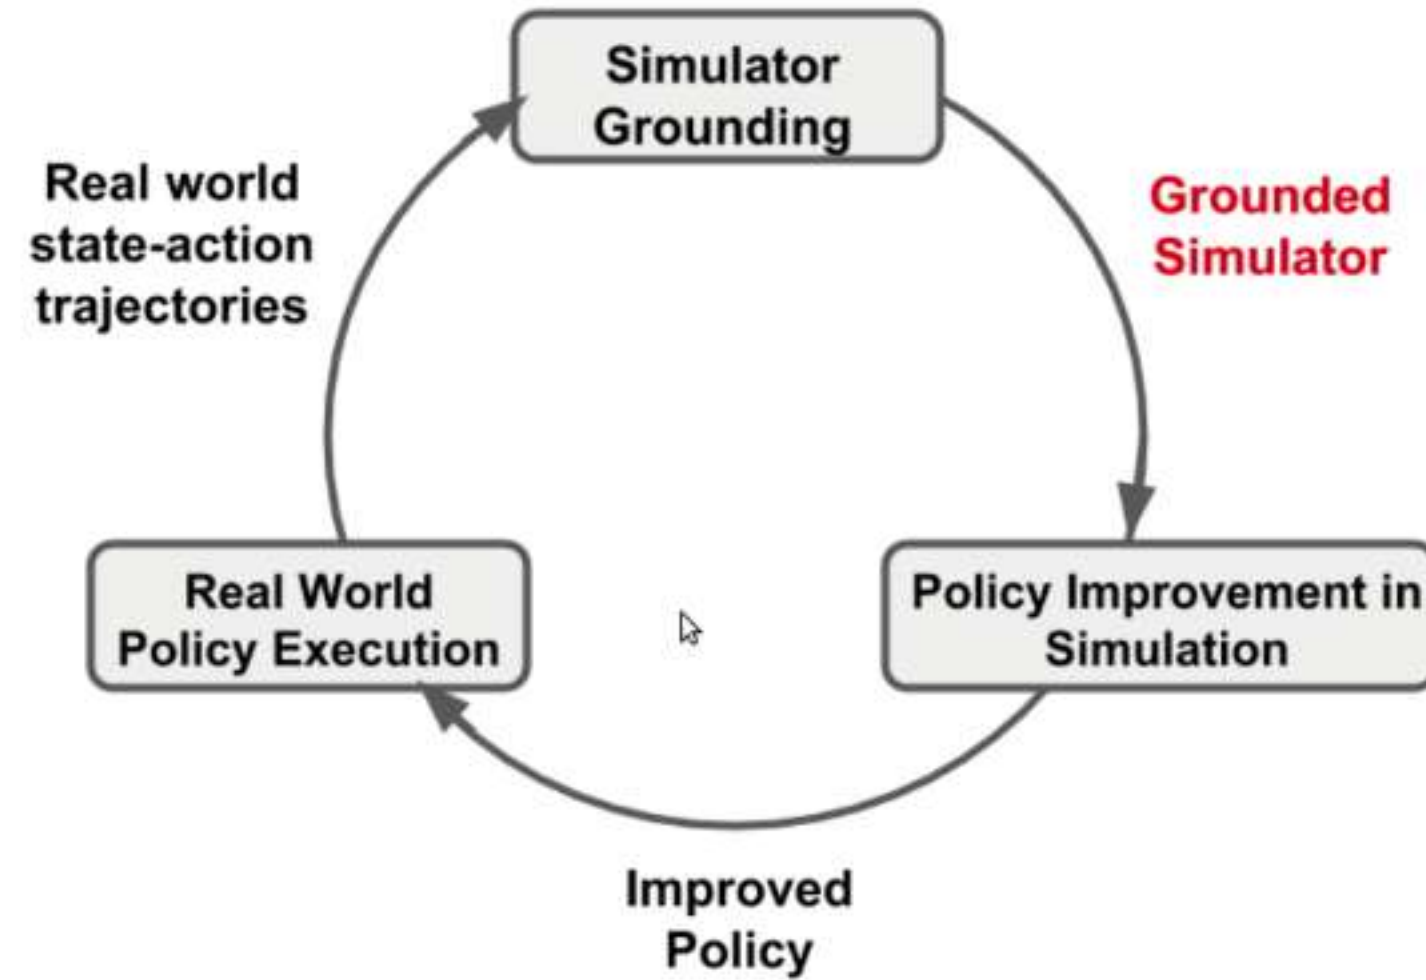 Simulator
Grounding
Real world
state-action
trajectories
Grounded
Simulator
Real World
Policy Execution
Policy Improvement in
Simulation
Improved
Policy